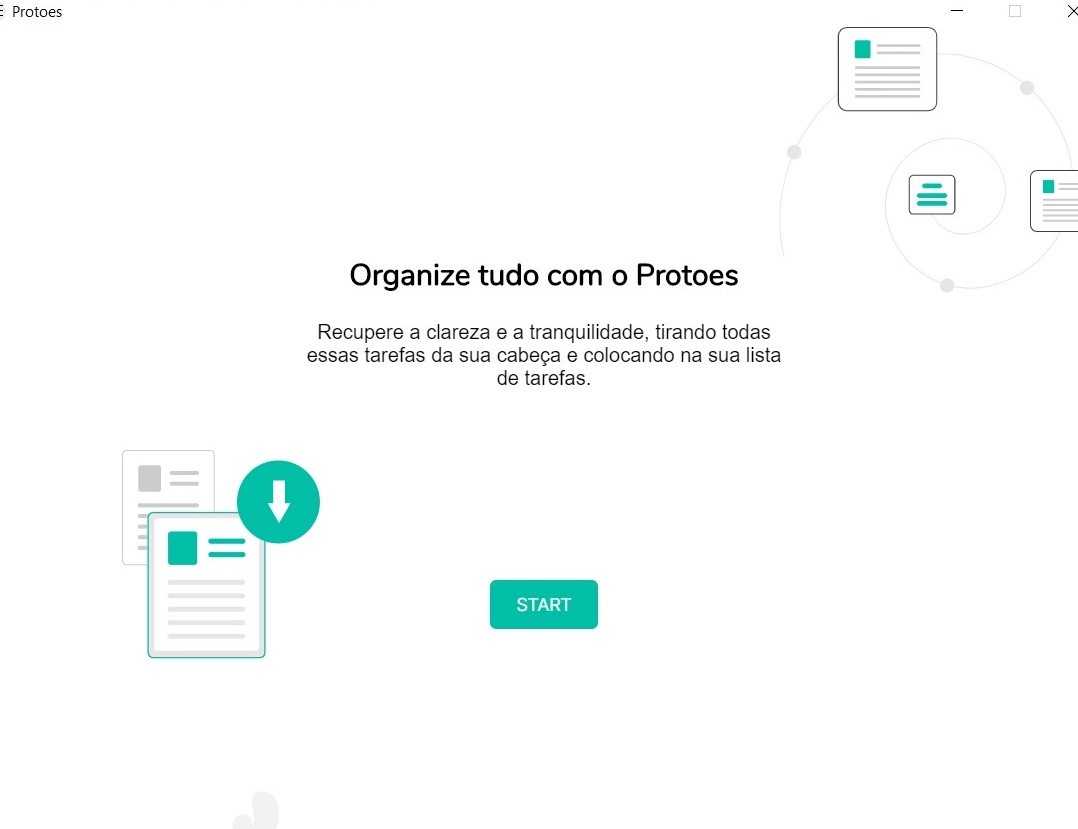 Protoes
Organize tudo com o Protoes
Recupere a clareza e a tranquilidade, tirando todas
essas tarefas da sua cabeça e colocando na sua lista
de tarefas.
START